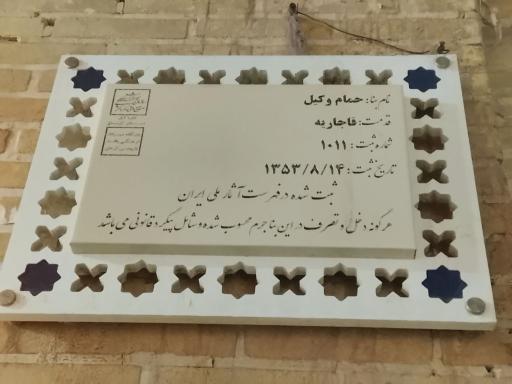 نام بنا: حمام وکیل
قدمت: قاجاریه
شماره ثبت: ۱۰۱۱
تاریخ ثبت: ۱۳۵۳/۸/۱۴
ثبت شده در فهرست آثار ملی ایران
هرگونه دخل و تصرف در این بنا جرم محسوب شده و شامل پیگرد قانونی می باشد